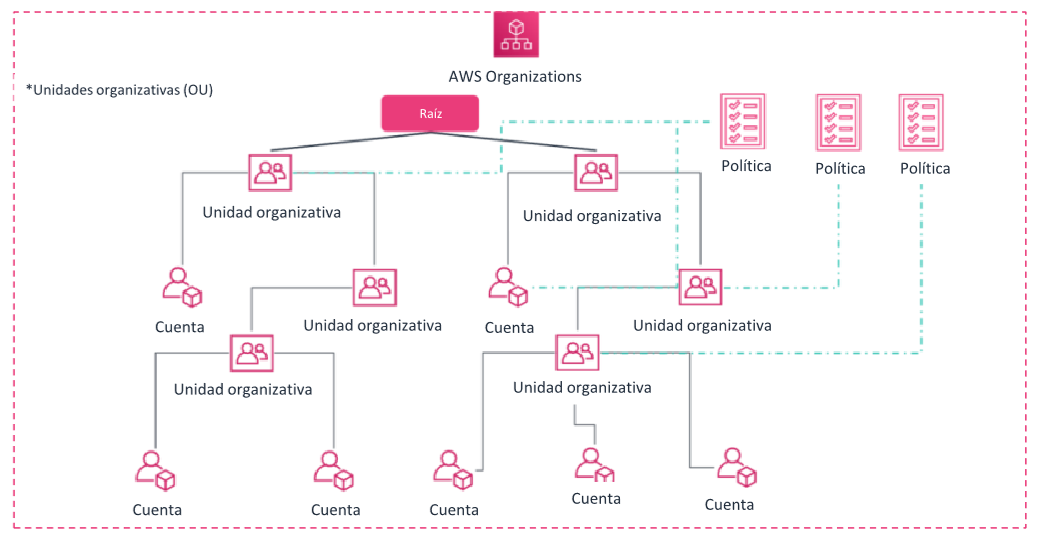 AWS Organizations
*Unidades organizativas (OU)
Raíz
Política
Política
Política
Unidad organizativa
Unidad organizativa
Cuenta
Unidad organizativa
Cuenta
Unidad organizativa
Unidad organizativa
Unidad organizativa
Cuenta
Cuenta
Cuenta
Cuenta
Cuenta